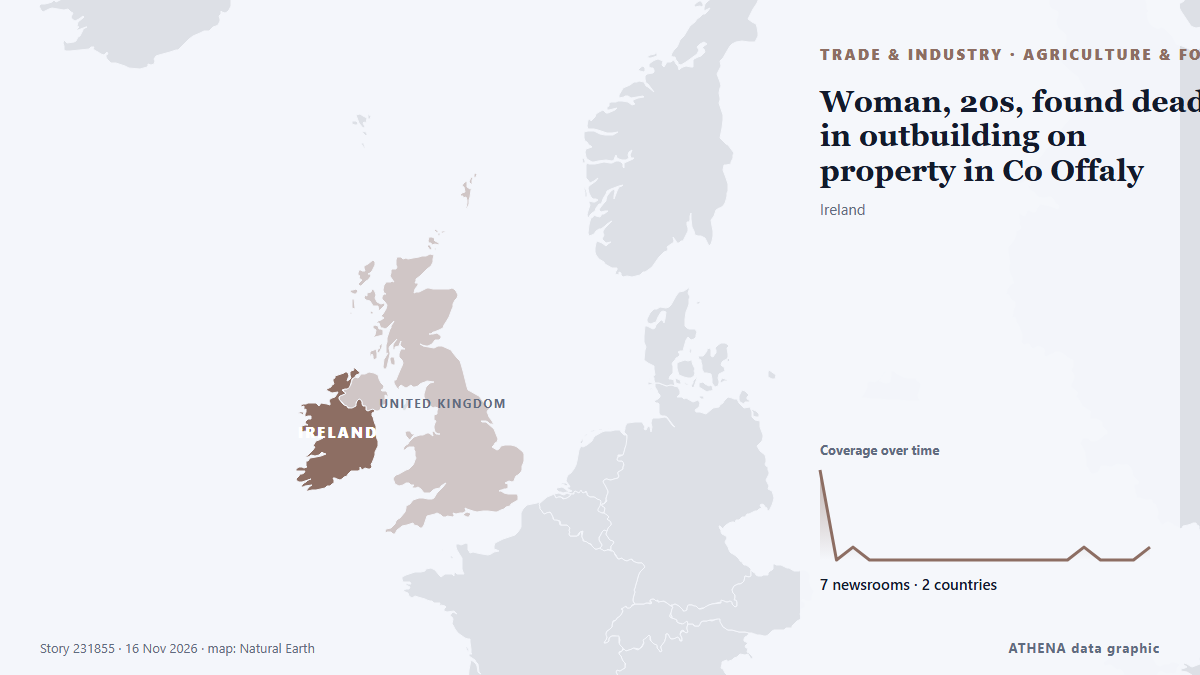 TRADE & INDUSTRY · AGRICULTURE & FO
Woman, 20s, found dead
in outbuilding on
property in Co Offaly
Ireland
UNITED KINGDOM
IRELAND
Coverage over time
7 newsrooms · 2 countries
Story 231855 · 16 Nov 2026 · map: Natural Earth
ATHENA data graphic